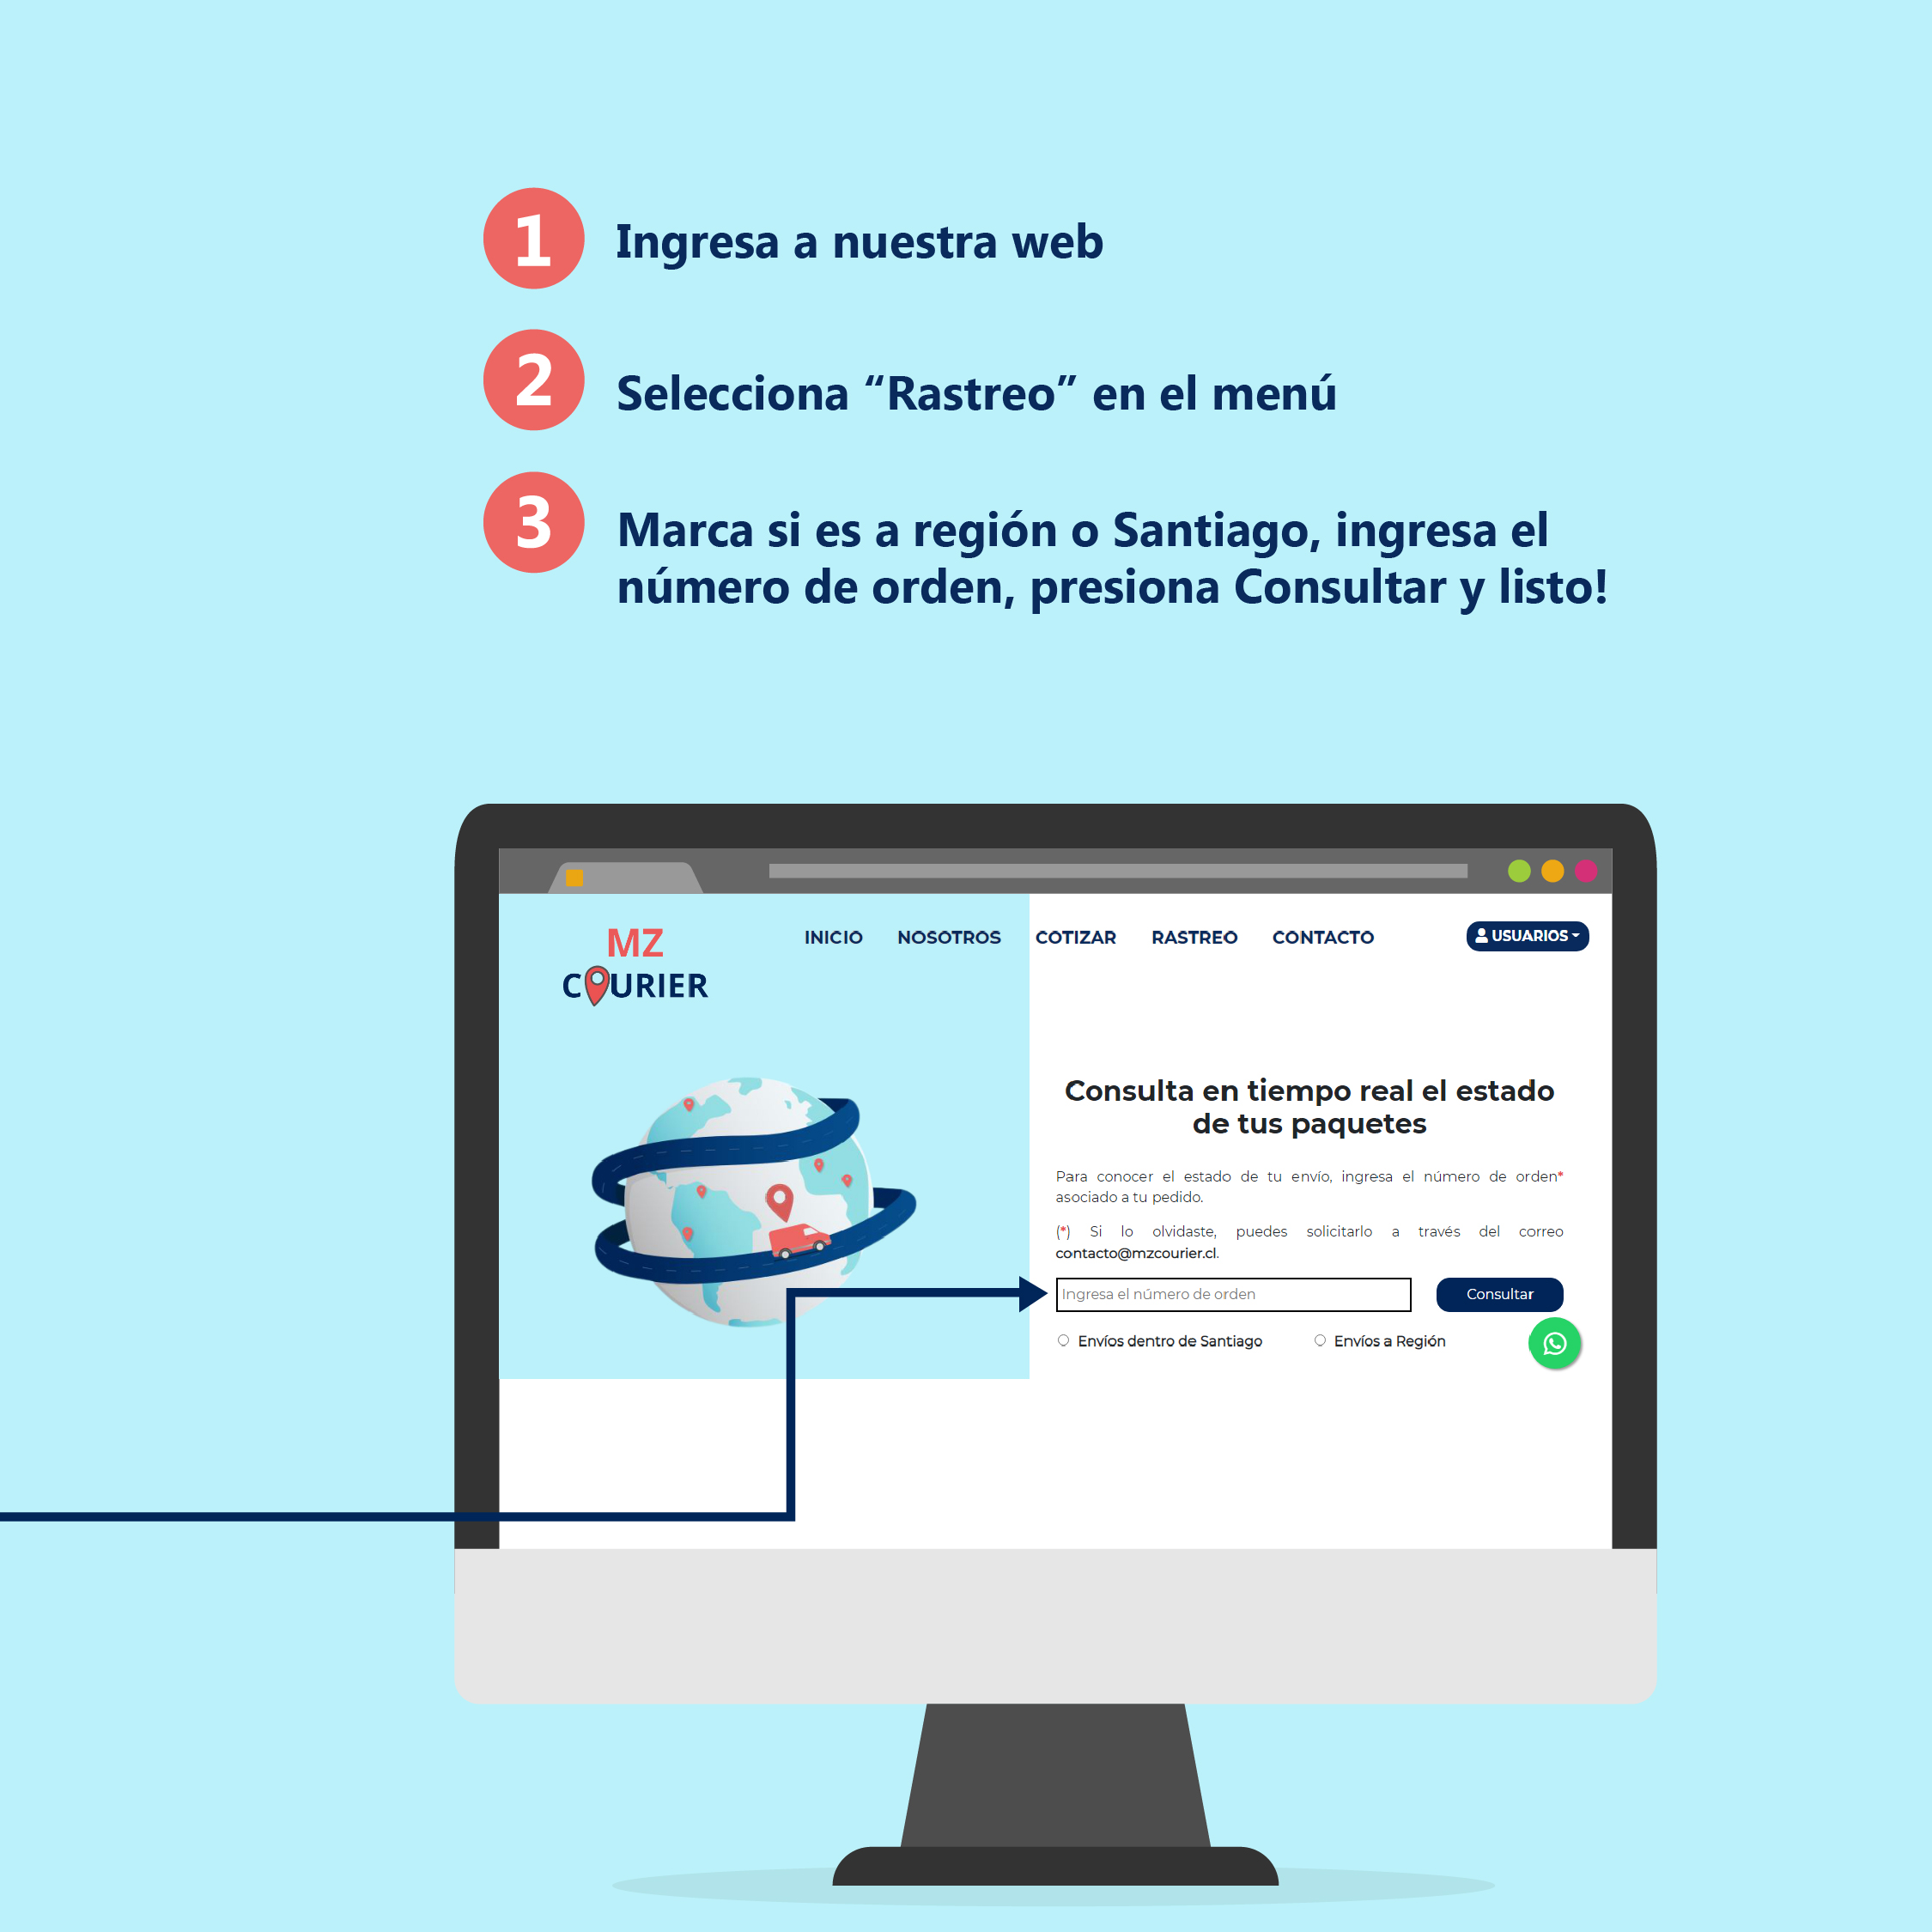 1 Ingresa a nuestra web
2 Selecciona “Rastreo” en el menú
3 Marca si es a región o Santiago, ingresa el
número de orden, presiona Consultar y listo!
MZ
COURIER
INICIO NOSOTROS COTIZAR RASTREO CONTACTO USUARIOS
Consulta en tiempo real el estado
de tus paquetes
Para conocer el estado de tu envío, ingresa el número de orden*
asociado a tu pedido.
(*) Si lo olvidaste, puedes solicitarlo a través del correo
contacto@mzcourier.cl.
Ingresa el número de orden Consultar
Envíos dentro de Santiago Envíos a Región